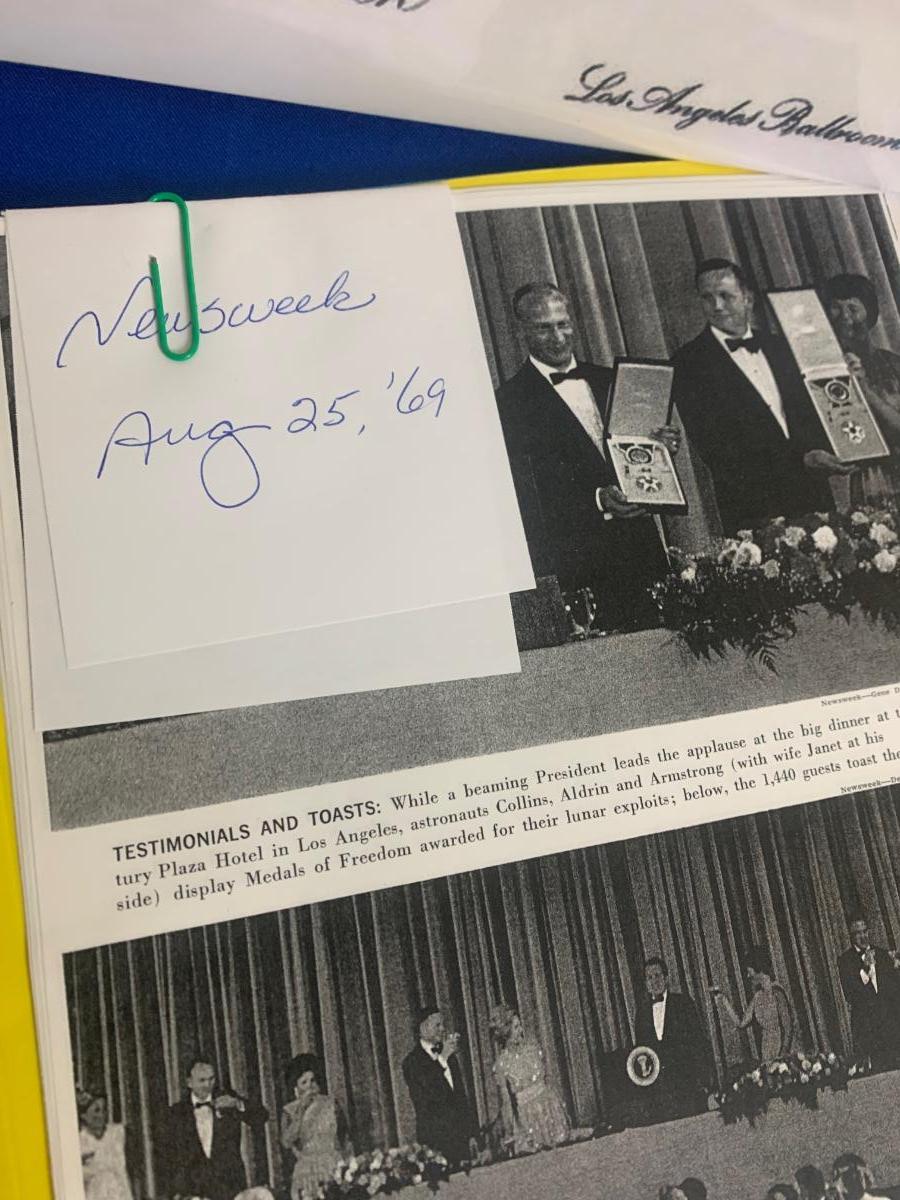 Los Angeles Ballroom
Newsweek
Aug 25, '69
Newsweek—Gene
TESTIMONIALS AND TOASTS: While a beaming President leads the applause at the big dinner at
tury Plaza Hotel in Los Angeles, astronauts Collins, Aldrin and Armstrong (with wife Janet at his
side) display Medals of Freedom awarded for their lunar exploits; below, the 1,440 guests toast the
Newsweek—